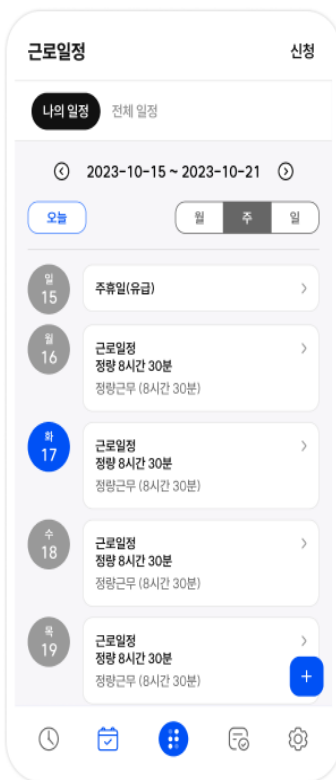 근로일정
신청
나의 일정
전체 일정
2023-10-15 ~ 2023-10-21
오늘
월
주
일
일
15
주휴일(유급)
월
16
근로일정
정량 8시간 30분
정량근무 (8시간 30분)
화
17
근로일정
정량 8시간 30분
정량근무 (8시간 30분)
수
18
근로일정
정량 8시간 30분
정량근무 (8시간 30분)
목
19
근로일정
정량 8시간 30분
정량근무 (8시간 30분)
+